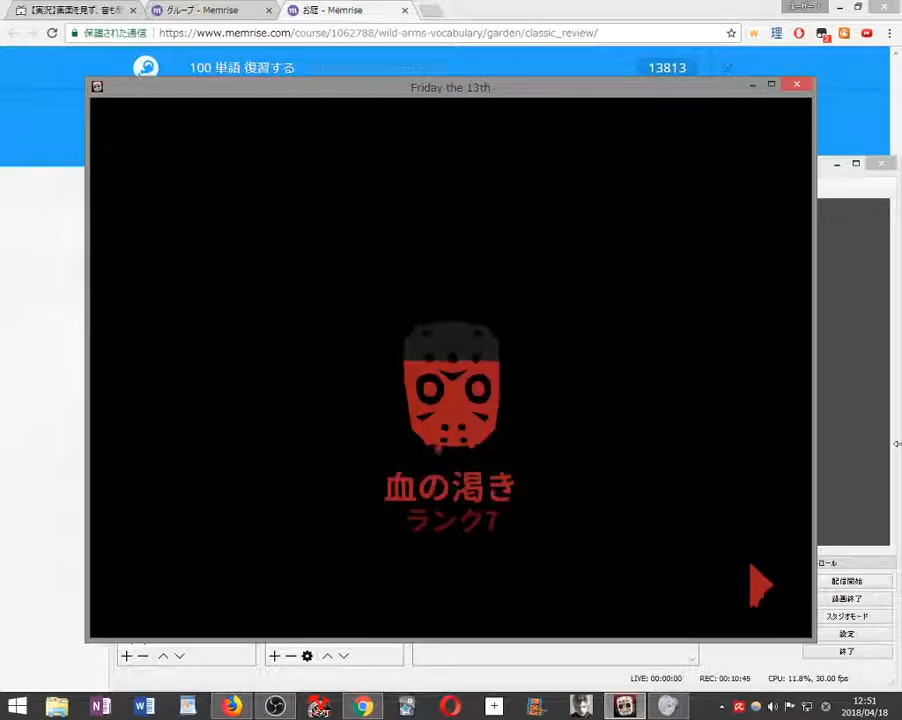 【実況】画面を見ず、音も
グループ - Memrise
お庭 - Memrise
保護された通信
https://www.memrise.com/course/1062788/wild-arms-vocabulary/garden/classic_review/
100 単語 復習する
13813
Friday the 13th
血の渇き
ランク7
ロール
配信開始
録画終了
スタジオモード
設定
終了
LIVE: 00:00:00
REC: 00:10:45
CPU: 11.8%, 30.00 fps
12:51
2018/04/18